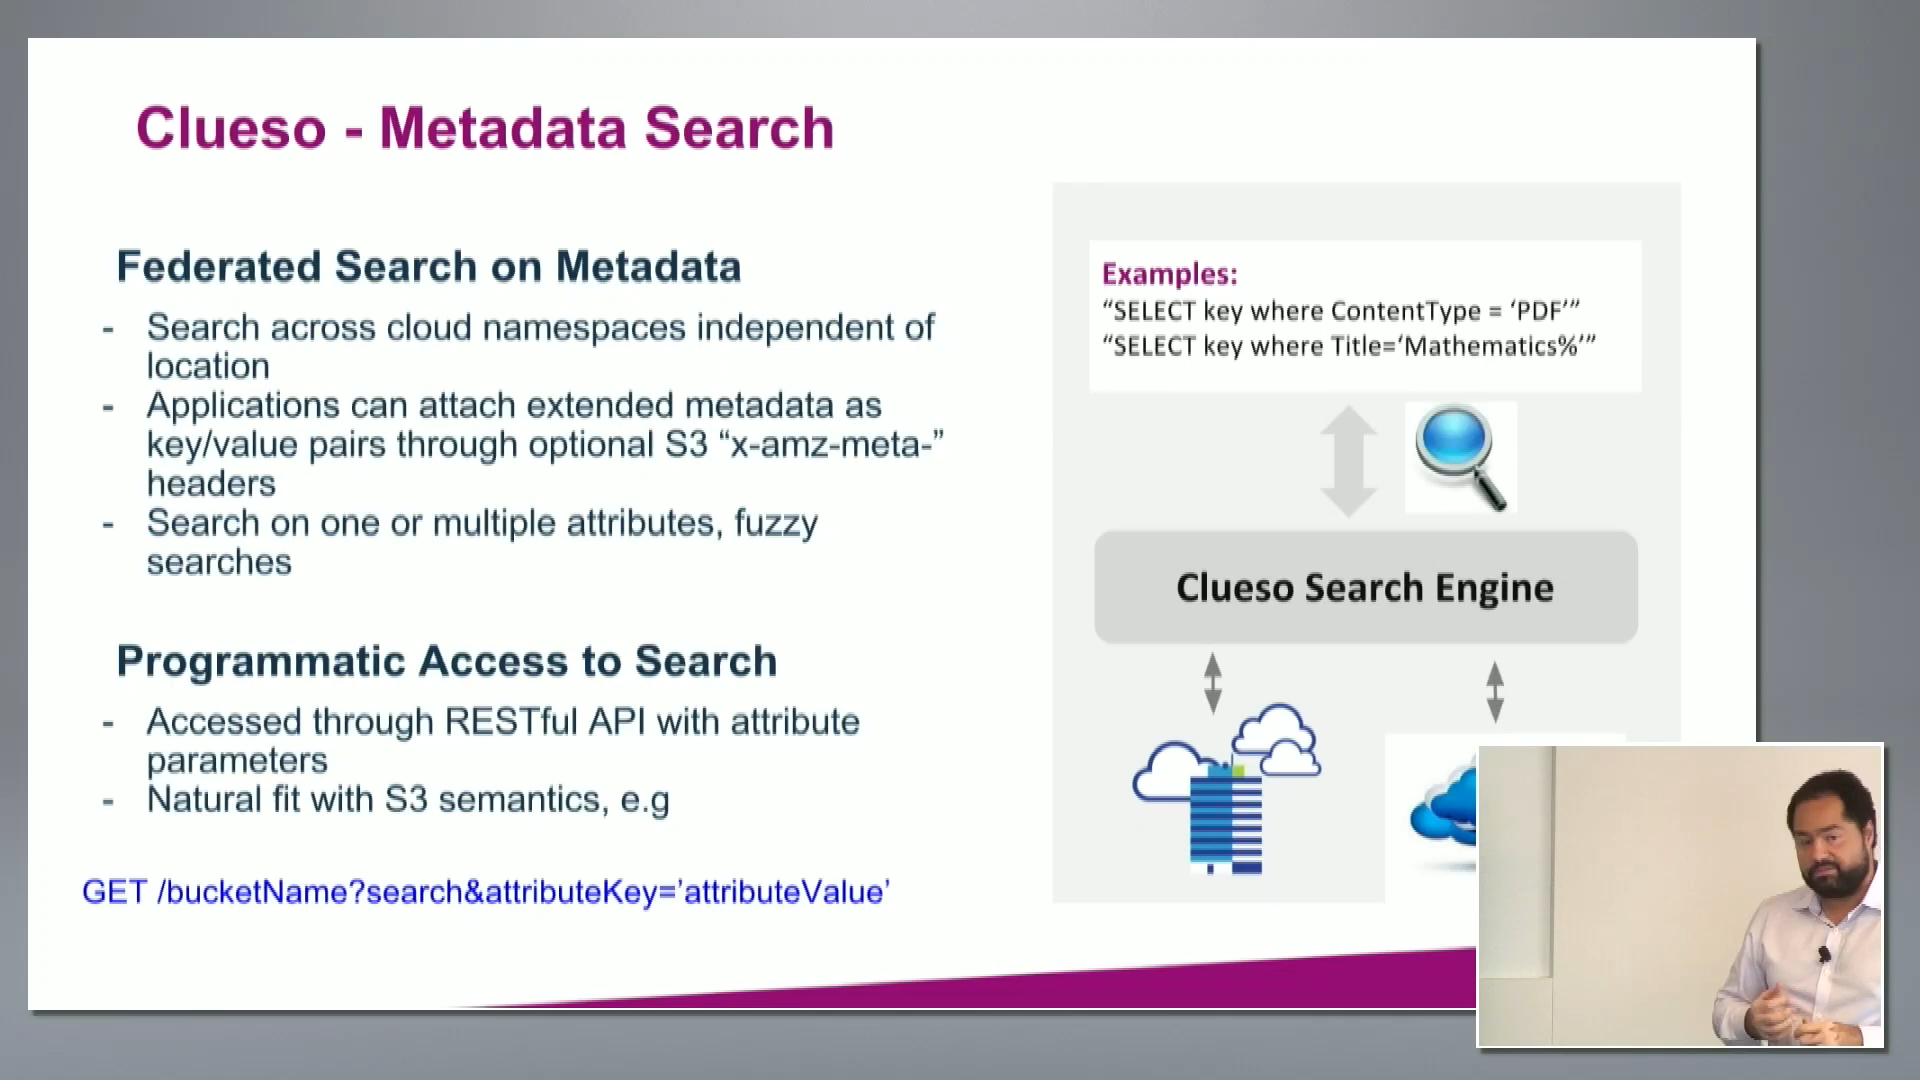 Clueso - Metadata Search
Federated Search on Metadata
- Search across cloud namespaces independent of
location
- Applications can attach extended metadata as
key/value pairs through optional S3 “x-amz-meta-”
headers
- Search on one or multiple attributes, fuzzy
searches
Programmatic Access to Search
- Accessed through RESTful API with attribute
parameters
- Natural fit with S3 semantics, e.g
GET /bucketName?search&attributeKey=’attributeValue’
Examples:
“SELECT key where ContentType = ‘PDF’”
“SELECT key where Title=‘Mathematics%’”
Clueso Search Engine